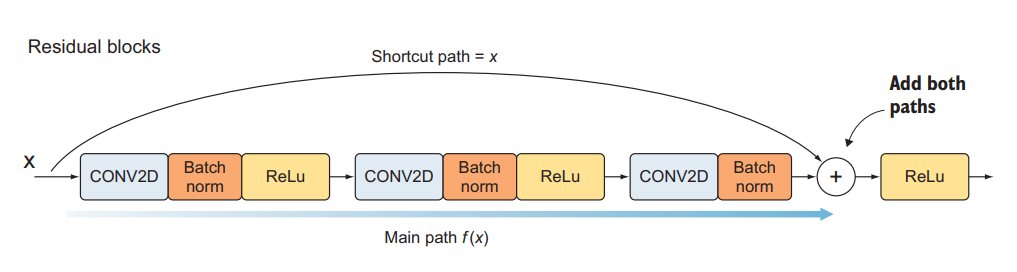 Residual blocks
Shortcut path = x
Add both
paths
X
CONV2D
Batch
norm
ReLu
CONV2D
Batch
norm
ReLu
CONV2D
Batch
norm
+
ReLu
Main path f(x)